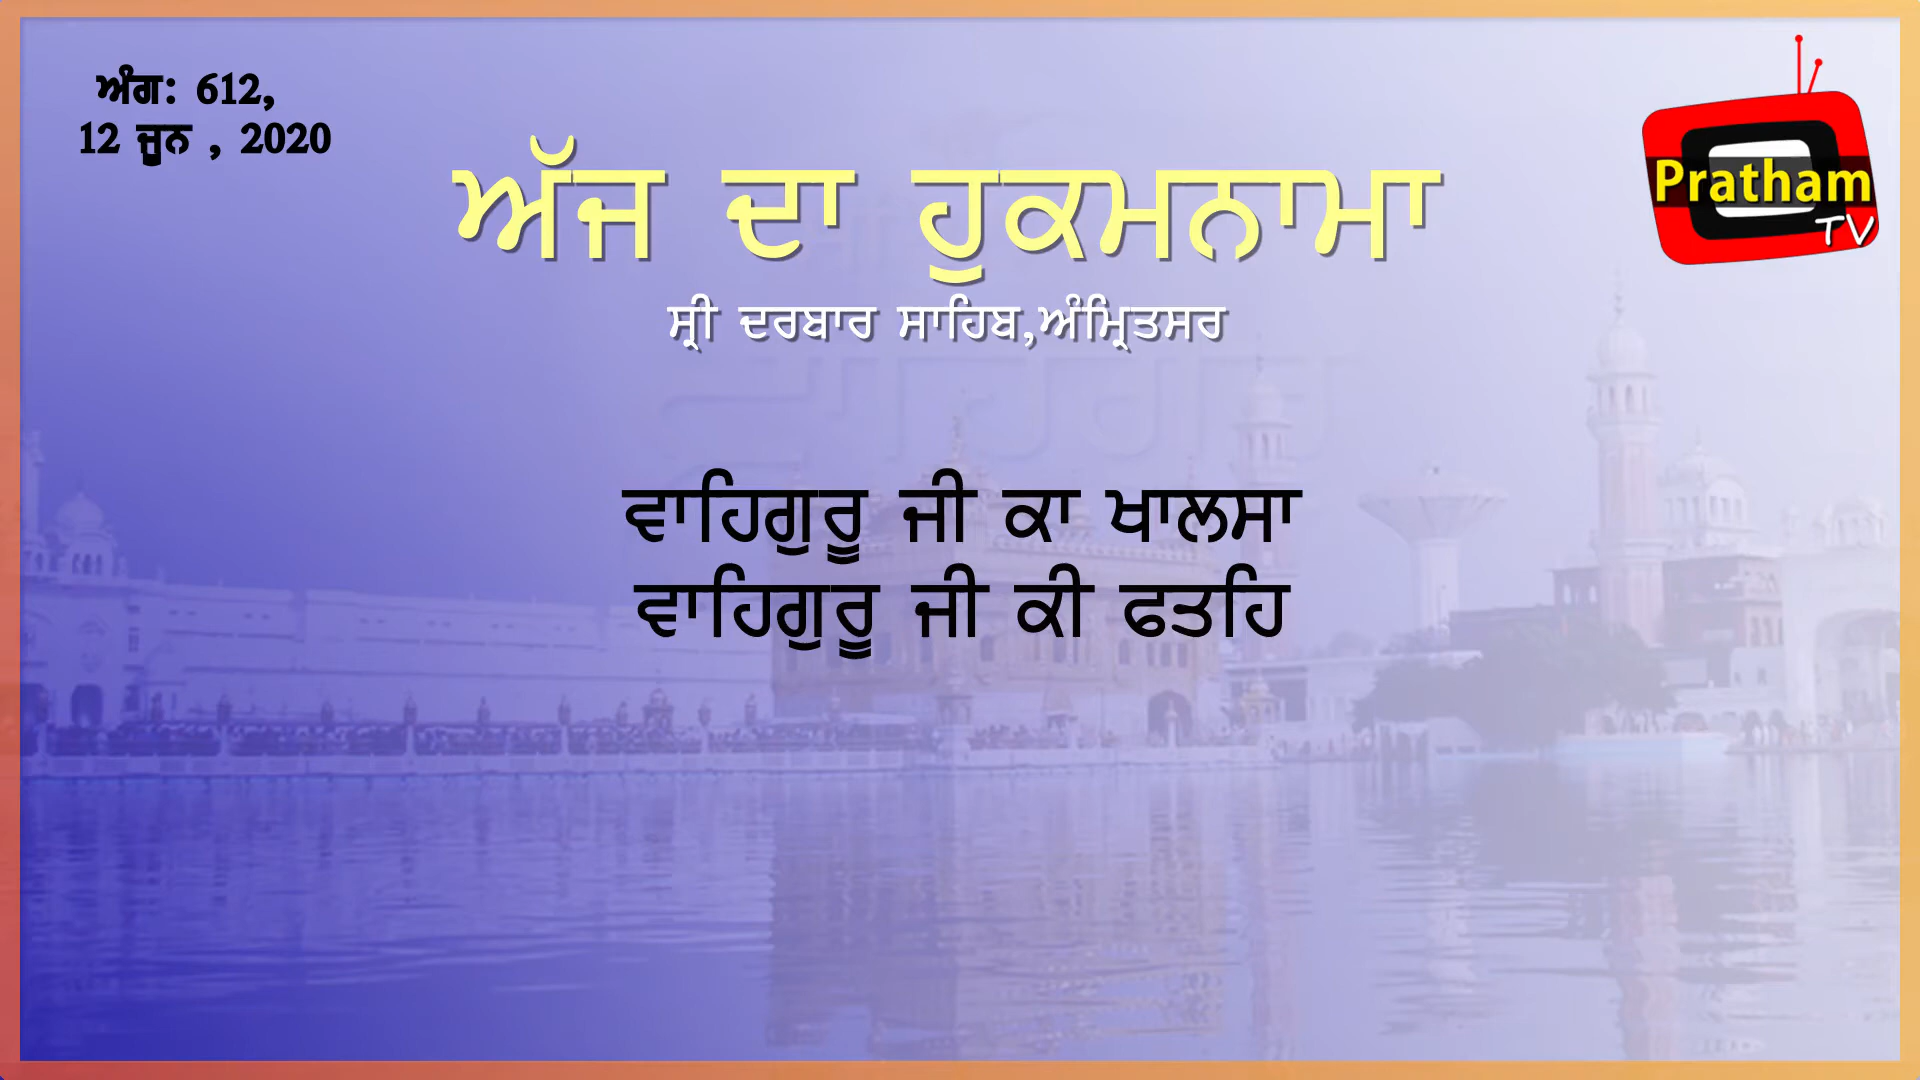 ਅੰਗ: 612,
12 ਜੂਨ , 2020
ਅੱਜ ਦਾ ਹੁਕਮਨਾਮਾ
ਸ੍ਰੀ ਦਰਬਾਰ ਸਾਹਿਬ,ਅੰਮ੍ਰਿਤਸਰ
Pratham
TV
ਵਾਹਿਗੁਰੂ ਜੀ ਕਾ ਖਾਲਸਾ
ਵਾਹਿਗੁਰੂ ਜੀ ਕੀ ਫਤਹਿ